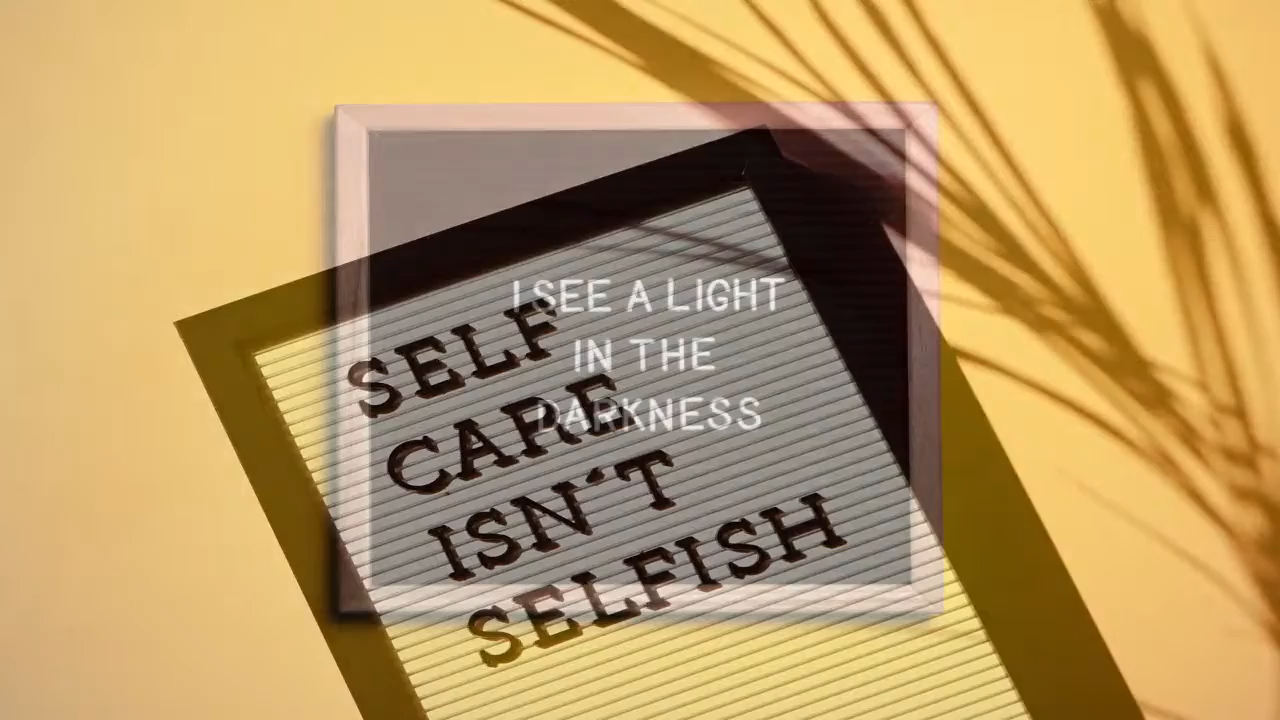 I SEE A LIGHT
IN THE
DARKNESS
SELF
CARE
ISN'T
SELFISH